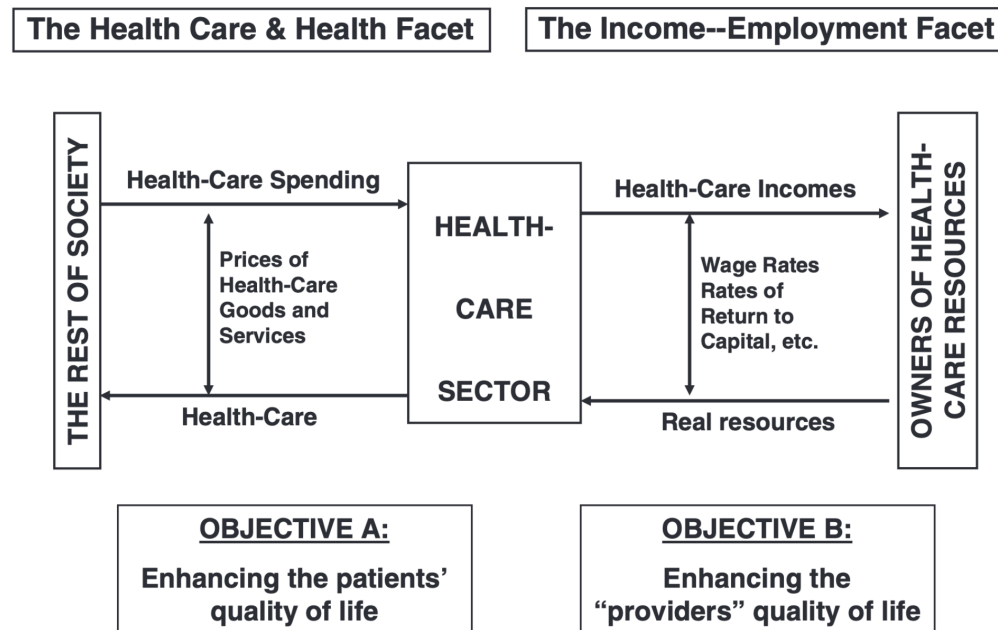 The Health Care & Health Facet
The Income--Employment Facet
THE REST OF SOCIETY
Health-Care Spending
Prices of
Health-Care
Goods and
Services
Health-Care
HEALTH-
CARE
SECTOR
Health-Care Incomes
Wage Rates
Rates of
Return to
Capital, etc.
Real resources
OWNERS OF HEALTH-
CARE RESOURCES
OBJECTIVE A:
Enhancing the patients’
quality of life
OBJECTIVE B:
Enhancing the
“providers” quality of life